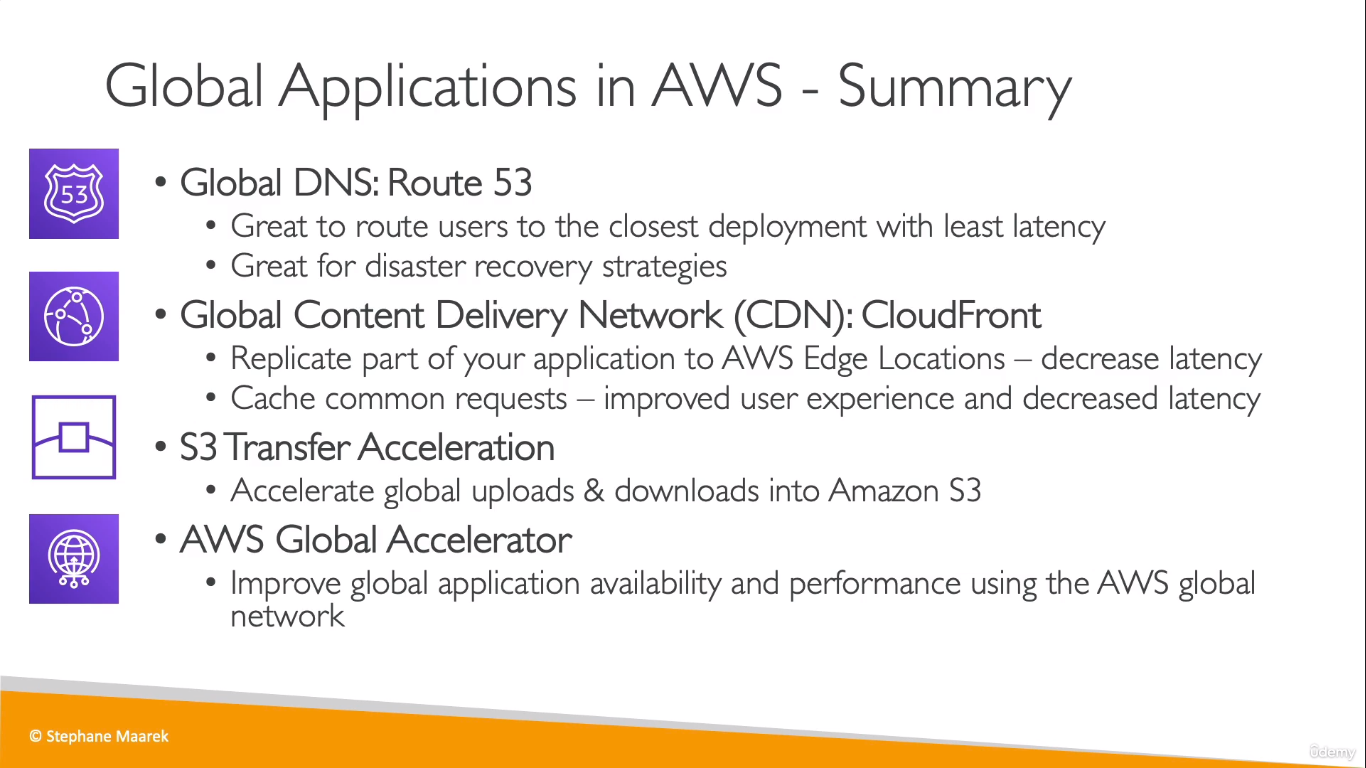 Global Applications in AWS - Summary
53
• Global DNS: Route 53
• Great to route users to the closest deployment with least latency
• Great for disaster recovery strategies
• Global Content Delivery Network (CDN): CloudFront
• Replicate part of your application to AWS Edge Locations – decrease latency
• Cache common requests – improved user experience and decreased latency
• S3 Transfer Acceleration
• Accelerate global uploads & downloads into Amazon S3
• AWS Global Accelerator
• Improve global application availability and performance using the AWS global
network
© Stephane Maarek
ûdemy